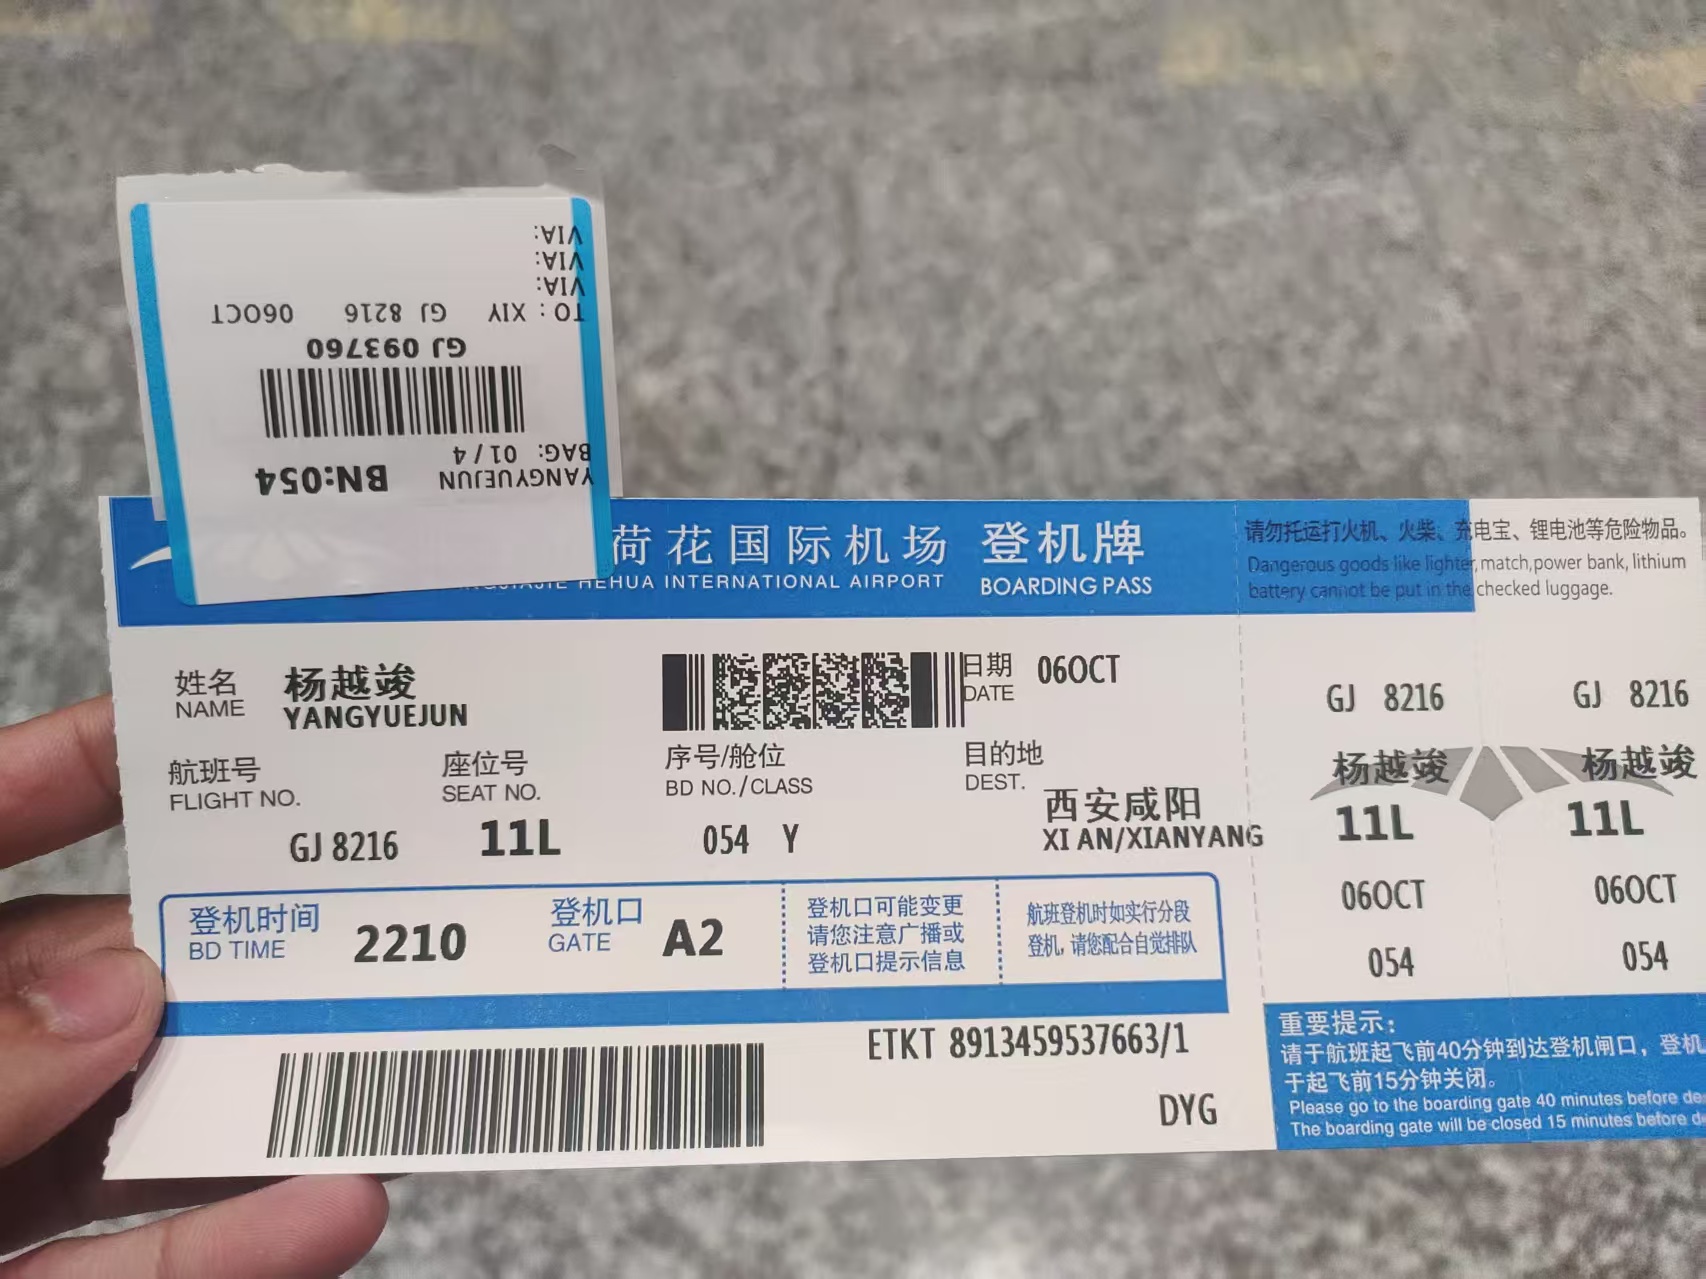 VIA:
VIA:
VIA:
TO : XIY GJ 8216 06OCT
GJ 093760
BAG: 01/4
YANGYUEJUN BN:054
荷花国际机场 登机牌
HEHUA INTERNATIONAL AIRPORT BOARDING PASS
请勿托运打火机、火柴、充电宝、锂电池等危险物品。
Dangerous goods like lighter, match, power bank, lithium
battery cannot be put in the checked luggage.
姓名 杨越竣
NAME YANGYUEJUN
日期 06OCT
DATE
航班号 座位号 序号/舱位 目的地
FLIGHT NO. SEAT NO. BD NO./CLASS DEST.
西安咸阳
GJ 8216 11L 054 Y XI AN/XIANYANG
登机时间 2210 登机口 A2
BD TIME GATE
登机口可能变更
请您注意广播或
登机口提示信息
航班登机时如实行分段
登机, 请您配合自觉排队
ETKT 8913459537663/1
DYG
GJ 8216
杨越竣
11L
06OCT
054
GJ 8216
杨越竣
11L
06OCT
054
重要提示:
请于航班起飞前40分钟到达登机闸口，登机
于起飞前15分钟关闭。
Please go to the boarding gate 40 minutes before
The boarding gate will be closed 15 minutes before